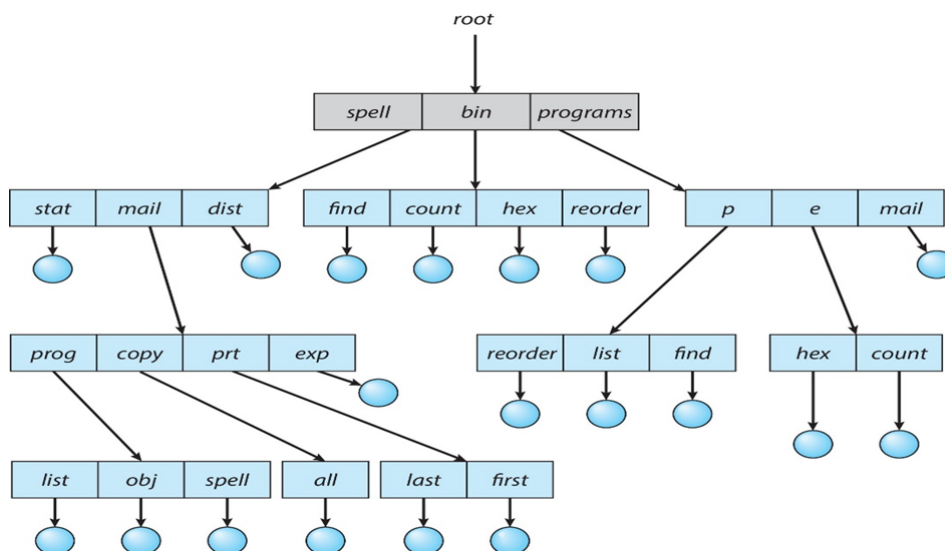 root
spell bin programs
stat mail dist find count hex reorder p e mail
prog copy prt exp reorder list find hex count
list obj spell all last first